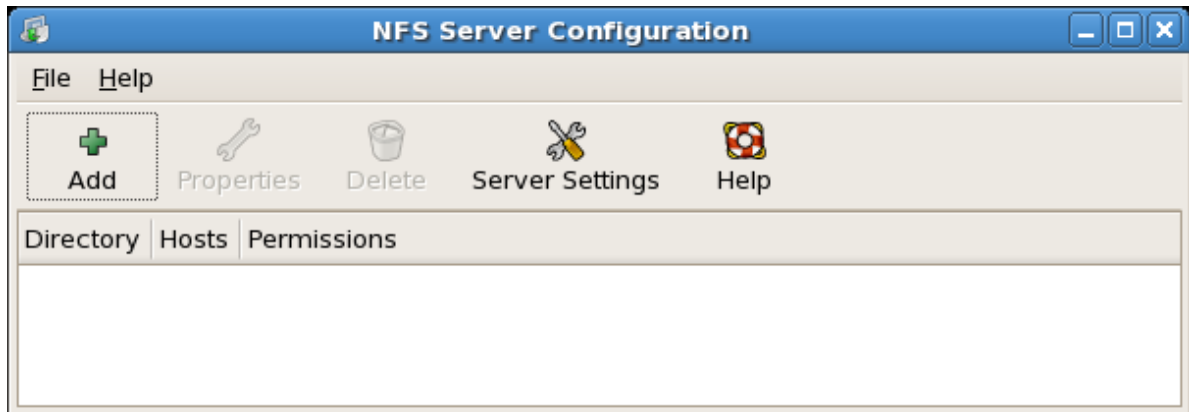 NFS Server Configuration
File Help
Add Properties Delete Server Settings Help
Directory Hosts Permissions